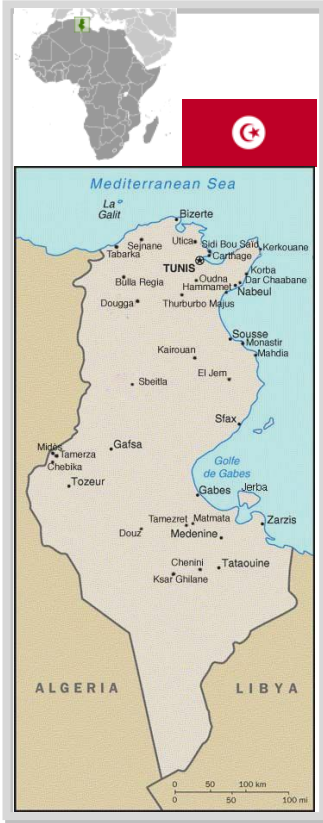 Mediterranean Sea
La
Galit
Bizerte
Utica
Sidi Bou Saïd
Kerkouane
Sejnane
Tabarka
Carthage
TUNIS
Korba
Bulla Regia
Oudna
Dar Chaabane
Hammamet
Nabeul
Dougga
Thurburbo Majus
Sousse
Monastir
Kairouan
Mahdia
El Jem
Sbeitla
Sfax
Midès
Gafsa
Tamerza
Chebika
Golfe
de Gabes
Tozeur
Gabes
Jerba
Tamezret
Matmata
Zarzis
Douz
Medenine
Chenini
Tataouine
Ksar Ghilane
ALGERIA
LIBYA
0 50 100 km
0 50 100 mi